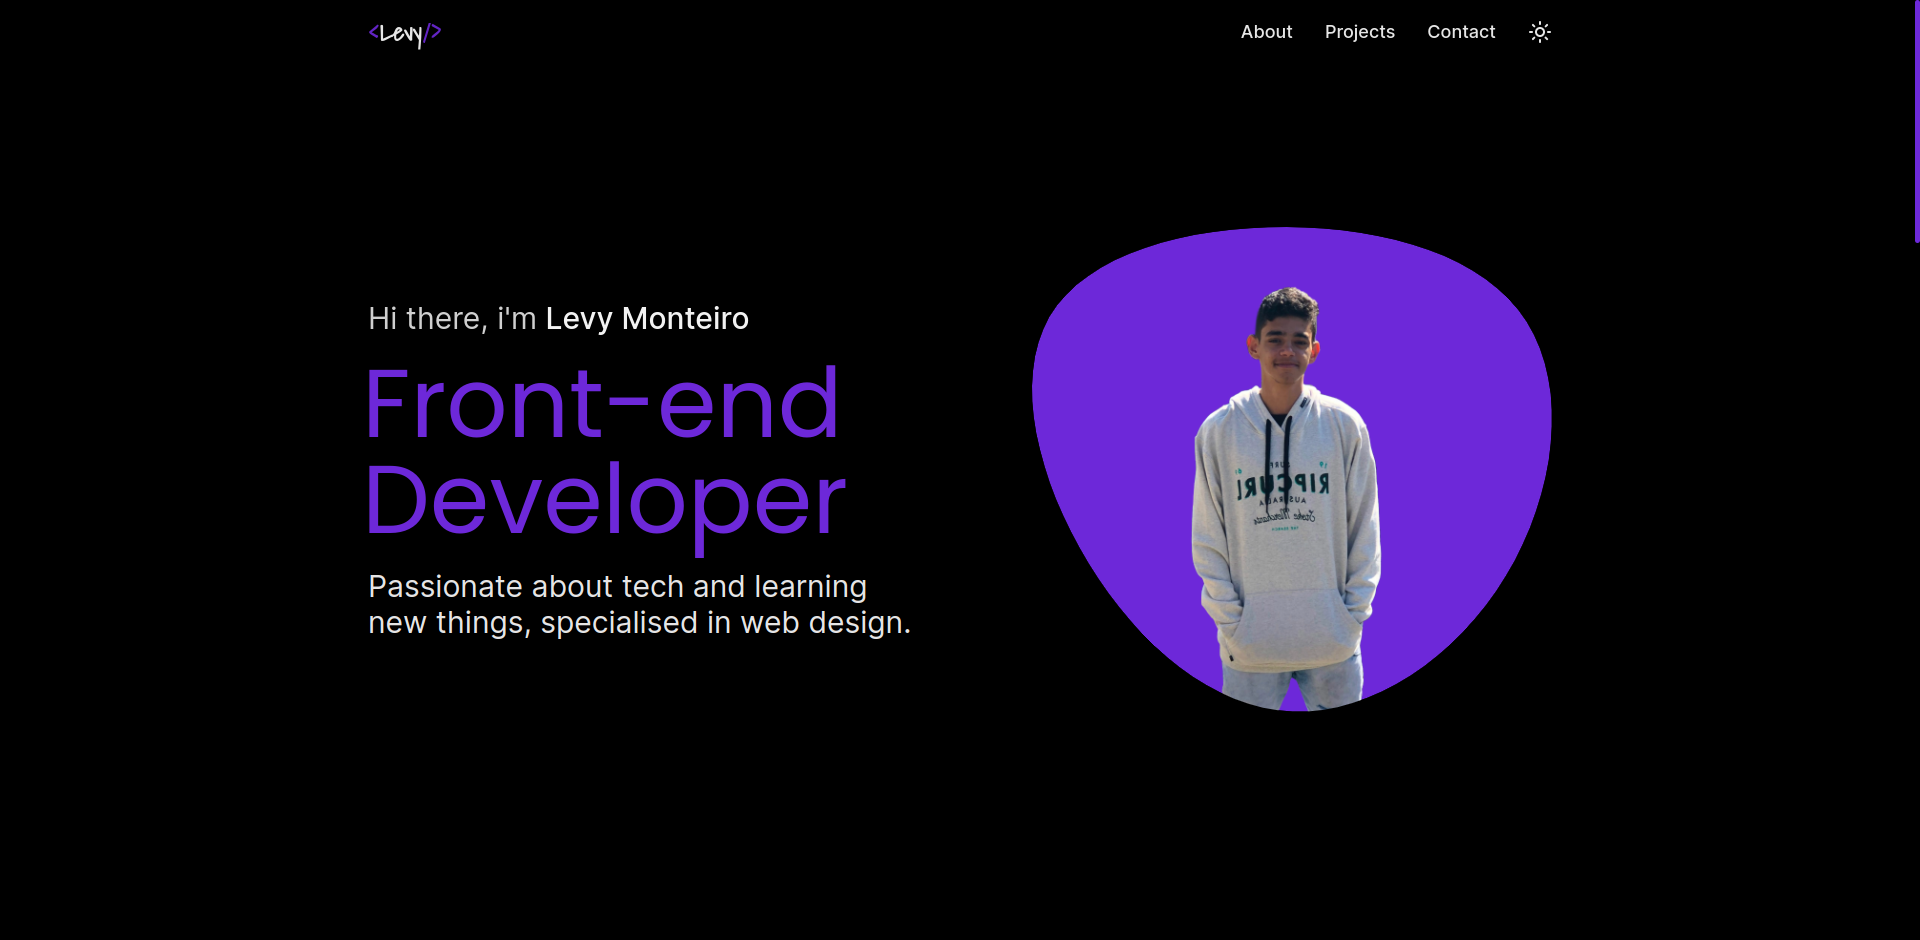 <Levy/>
About Projects Contact
Hi there, i'm Levy Monteiro
Front-end
Developer
Passionate about tech and learning
new things, specialised in web design.
RIPCURL